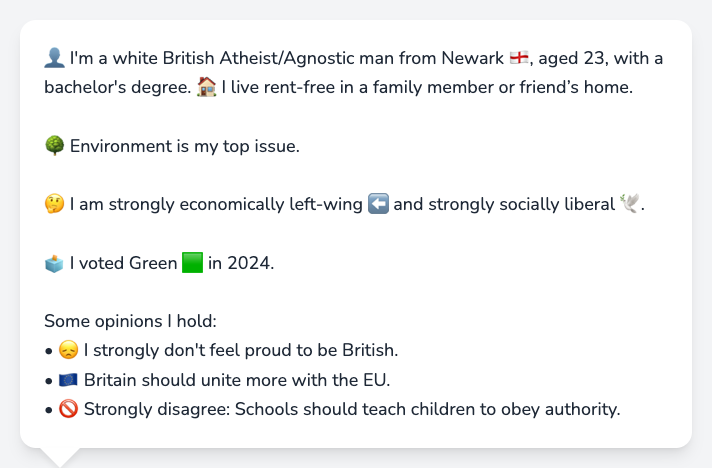 👤 I'm a white British Atheist/Agnostic man from Newark 🏴󠁧󠁢󠁥󠁮󠁧󠁿, aged 23, with a
bachelor's degree. 🏠 I live rent-free in a family member or friend’s home.
🌳 Environment is my top issue.
🤔 I am strongly economically left-wing ⬅️ and strongly socially liberal 🕊️.
🗳️ I voted Green 🟩 in 2024.
Some opinions I hold:
• 😞 I strongly don't feel proud to be British.
• 🇪🇺 Britain should unite more with the EU.
• 🚫 Strongly disagree: Schools should teach children to obey authority.